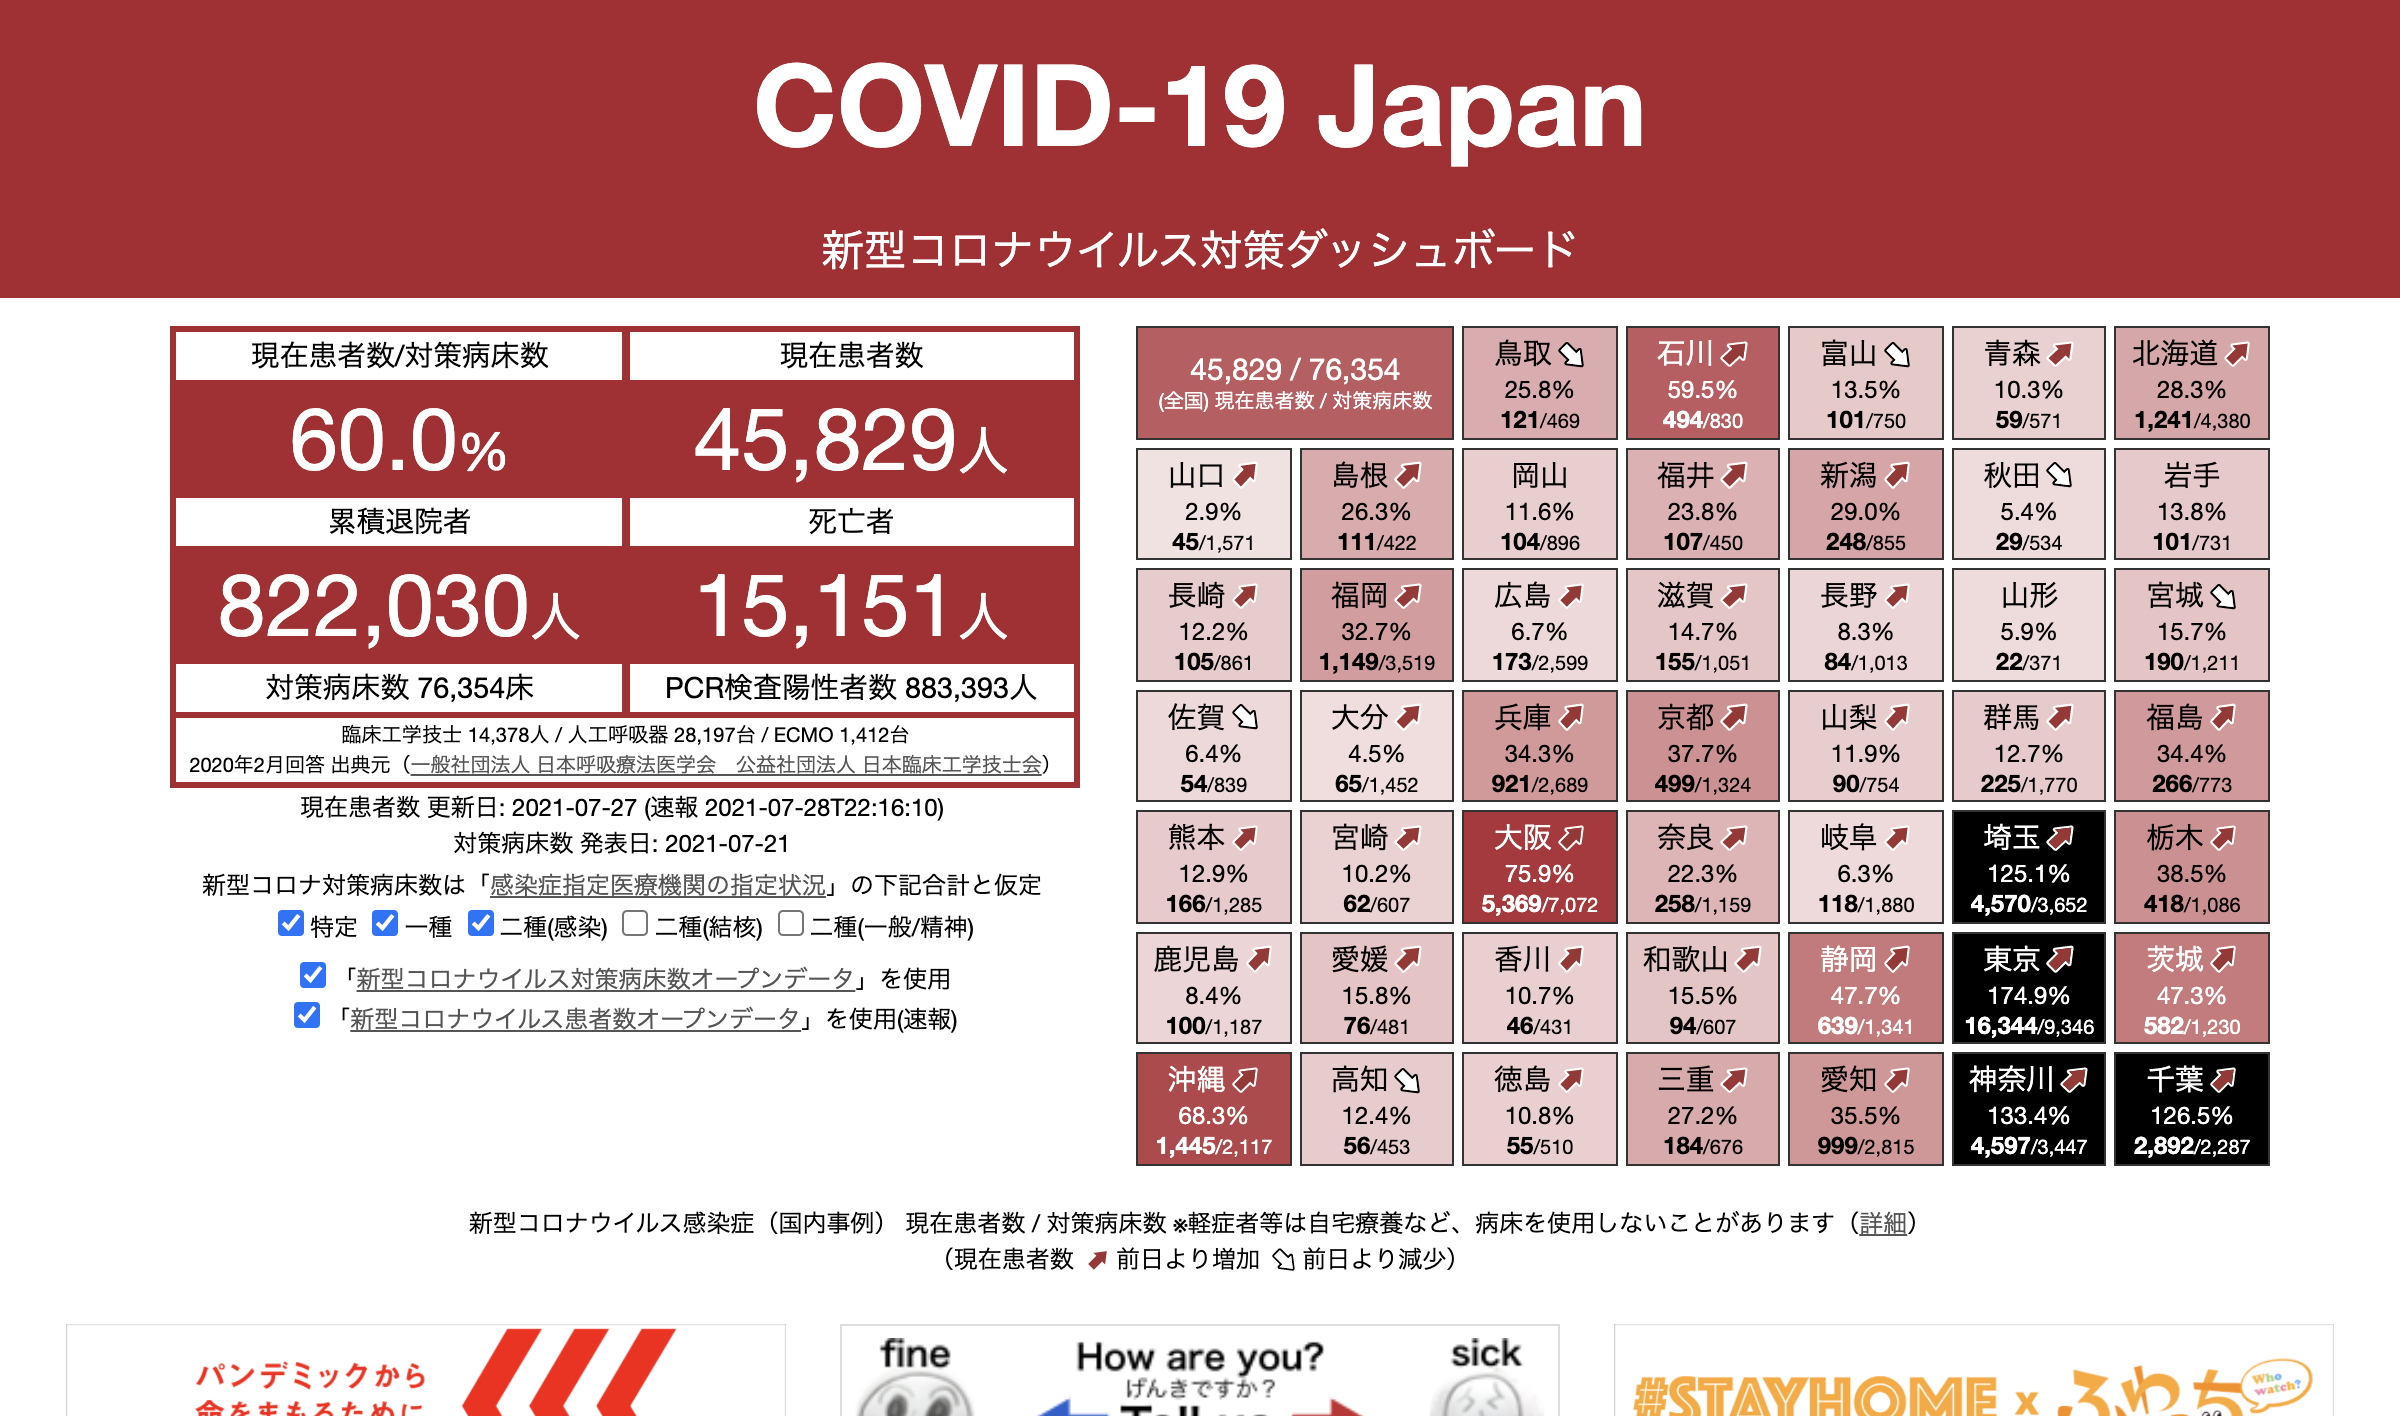 COVID-19 Japan
新型コロナウイルス対策ダッシュボード
現在患者数/対策病床数
現在患者数
60.0%
45,829人
累積退院者
死亡者
822,030人
15,151人
対策病床数 76,354床
PCR検査陽性者数 883,393人
臨床工学技士 14,378人 / 人工呼吸器 28,197台 / ECMO 1,412台
2020年2月回答 出典元（一般社団法人 日本呼吸療法医学会　公益社団法人 日本臨床工学技士会）
現在患者数 更新日: 2021-07-27 (速報 2021-07-28T22:16:10)
対策病床数 発表日: 2021-07-21
新型コロナ対策病床数は「感染症指定医療機関の指定状況」の下記合計と仮定
特定 一種 二種(感染) 二種(結核) 二種(一般/精神)
「新型コロナウイルス対策病床数オープンデータ」を使用
「新型コロナウイルス患者数オープンデータ」を使用(速報)
45,829 / 76,354
(全国) 現在患者数 / 対策病床数
鳥取
25.8%
121/469
石川
59.5%
494/830
富山
13.5%
101/750
青森
10.3%
59/571
北海道
28.3%
1,241/4,380
山口
2.9%
45/1,571
島根
26.3%
111/422
岡山
11.6%
104/896
福井
23.8%
107/450
新潟
29.0%
248/855
秋田
5.4%
29/534
岩手
13.8%
101/731
長崎
12.2%
105/861
福岡
32.7%
1,149/3,519
広島
6.7%
173/2,599
滋賀
14.7%
155/1,051
長野
8.3%
84/1,013
山形
5.9%
22/371
宮城
15.7%
190/1,211
佐賀
6.4%
54/839
大分
4.5%
65/1,452
兵庫
34.3%
921/2,689
京都
37.7%
499/1,324
山梨
11.9%
90/754
群馬
12.7%
225/1,770
福島
34.4%
266/773
熊本
12.9%
166/1,285
宮崎
10.2%
62/607
大阪
75.9%
5,369/7,072
奈良
22.3%
258/1,159
岐阜
6.3%
118/1,880
埼玉
125.1%
4,570/3,652
栃木
38.5%
418/1,086
鹿児島
8.4%
100/1,187
愛媛
15.8%
76/481
香川
10.7%
46/431
和歌山
15.5%
94/607
静岡
47.7%
639/1,341
東京
174.9%
16,344/9,346
茨城
47.3%
582/1,230
沖縄
68.3%
1,445/2,117
高知
12.4%
56/453
徳島
10.8%
55/510
三重
27.2%
184/676
愛知
35.5%
999/2,815
神奈川
133.4%
4,597/3,447
千葉
126.5%
2,892/2,287
新型コロナウイルス感染症（国内事例） 現在患者数 / 対策病床数 ※軽症者等は自宅療養など、病床を使用しないことがあります（詳細）
（現在患者数 前日より増加 前日より減少）
パンデミックから
命をまもるために
fine
How are you?
sick
げんきですか？
Tell us
#STAYHOME x ふわっち
Who watch?